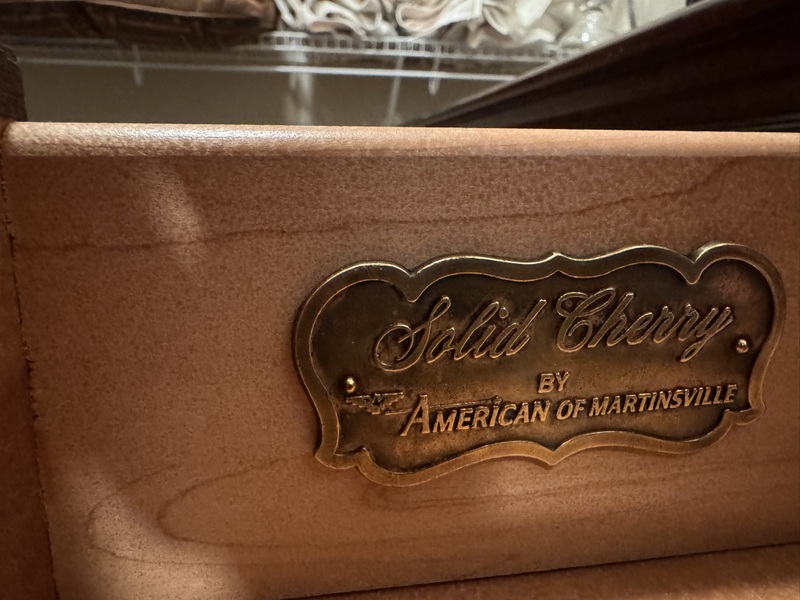 Solid Cherry
BY
AMERICAN OF MARTINSVILLE